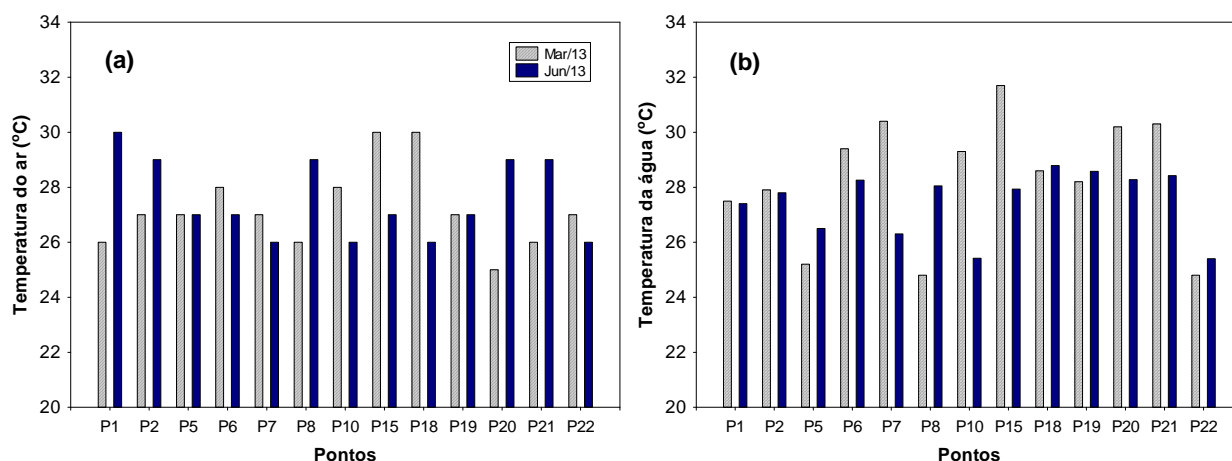 (a)
Mar/13
Jun/13
Temperatura do ar (ºC)
34
32
30
28
26
24
22
20
P1 P2 P5 P6 P7 P8 P10 P15 P18 P19 P20 P21 P22
Pontos
(b)
Temperatura da água (ºC)
34
32
30
28
26
24
22
20
P1 P2 P5 P6 P7 P8 P10 P15 P18 P19 P20 P21 P22
Pontos